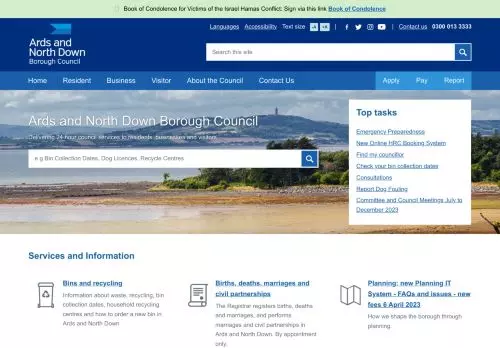 Book of Condolence for Victims of the Israel Hamas Conflict: Sign via this link Book of Condolence
Languages Accessibility Text size -A +A | Contact us 0300 013 3333
Ards and
North Down
Borough Council
Search this site
Home Resident Business Visitor About the Council Contact Us Apply Pay Report
Ards and North Down Borough Council
Delivering 24 hour council services to residents, businesses and visitors
e.g Bin Collection Dates, Dog Licences, Recycle Centres
Top tasks
Emergency Preparedness
New Online HRC Booking System
Find my councillor
Check your bin collection dates
Consultations
Report Dog Fouling
Committee and Council Meetings July to
December 2023
Services and Information
Bins and recycling
Information about waste, recycling, bin
collection dates, household recycling
centres and how to order a new bin in
Ards and North Down
Births, deaths, marriages and
civil partnerships
The Registrar registers births, deaths
and marriages, and performs
marriages and civil partnerships in
Ards and North Down. By appointment
only.
Planning: new Planning IT
System - FAQs and issues - new
fees 6 April 2023
How we shape the borough through
planning.